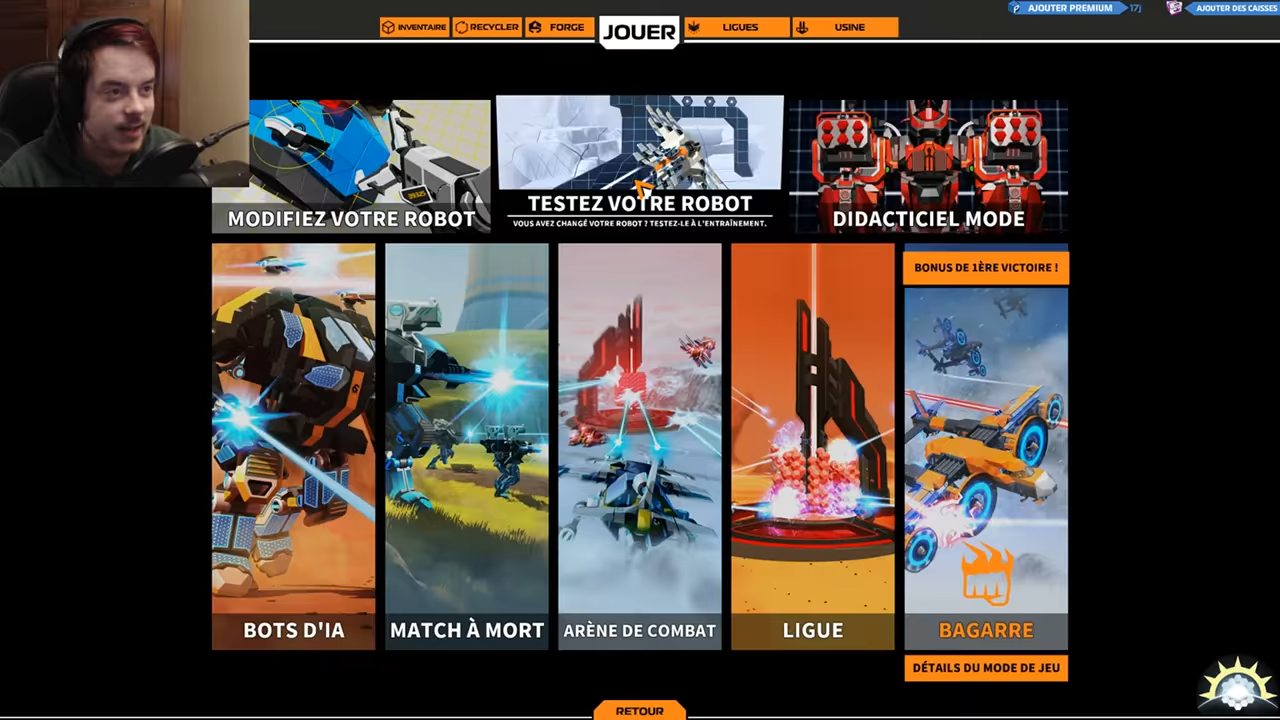 AJOUTER PREMIUM 17j
AJOUTER DES CAISSES
INVENTAIRE
RECYCLER
FORGE
JOUER
LIGUES
USINE
MODIFIEZ VOTRE ROBOT
TESTEZ VOTRE ROBOT
VOUS AVEZ CHANGÉ VOTRE ROBOT ? TESTEZ-LE À L'ENTRAÎNEMENT.
DIDACTICIEL MODE
BONUS DE 1ÈRE VICTOIRE !
BOTS D'IA
MATCH À MORT
ARÈNE DE COMBAT
LIGUE
BAGARRE
DÉTAILS DU MODE DE JEU
RETOUR